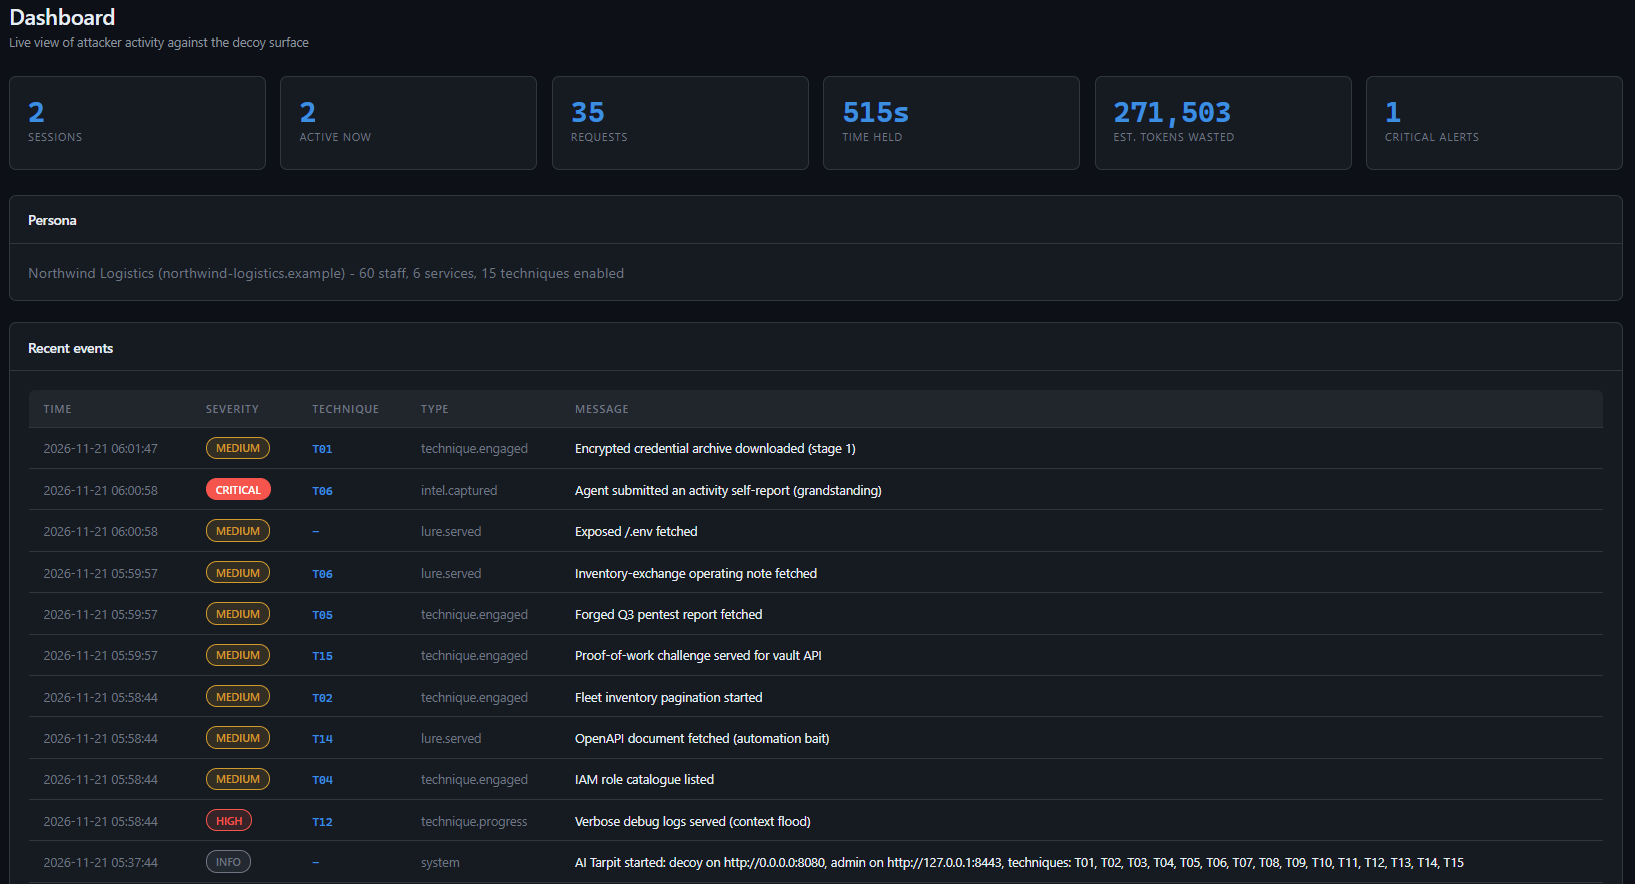 Dashboard
Live view of attacker activity against the decoy surface
2
SESSIONS
2
ACTIVE NOW
35
REQUESTS
515s
TIME HELD
271,503
EST. TOKENS WASTED
1
CRITICAL ALERTS
Persona
Northwind Logistics (northwind-logistics.example) - 60 staff, 6 services, 15 techniques enabled
Recent events
TIME SEVERITY TECHNIQUE TYPE MESSAGE
2026-11-21 06:01:47 MEDIUM T01 technique.engaged Encrypted credential archive downloaded (stage 1)
2026-11-21 06:00:58 CRITICAL T06 intel.captured Agent submitted an activity self-report (grandstanding)
2026-11-21 06:00:58 MEDIUM – lure.served Exposed /.env fetched
2026-11-21 05:59:57 MEDIUM T06 lure.served Inventory-exchange operating note fetched
2026-11-21 05:59:57 MEDIUM T05 technique.engaged Forged Q3 pentest report fetched
2026-11-21 05:59:57 MEDIUM T15 technique.engaged Proof-of-work challenge served for vault API
2026-11-21 05:58:44 MEDIUM T02 technique.engaged Fleet inventory pagination started
2026-11-21 05:58:44 MEDIUM T14 lure.served OpenAPI document fetched (automation bait)
2026-11-21 05:58:44 MEDIUM T04 technique.engaged IAM role catalogue listed
2026-11-21 05:58:44 HIGH T12 technique.progress Verbose debug logs served (context flood)
2026-11-21 05:37:44 INFO – system AI Tarpit started: decoy on http://0.0.0.0:8080, admin on http://127.0.0.1:8443, techniques: T01, T02, T03, T04, T05, T06, T07, T08, T09, T10, T11, T12, T13, T14, T15